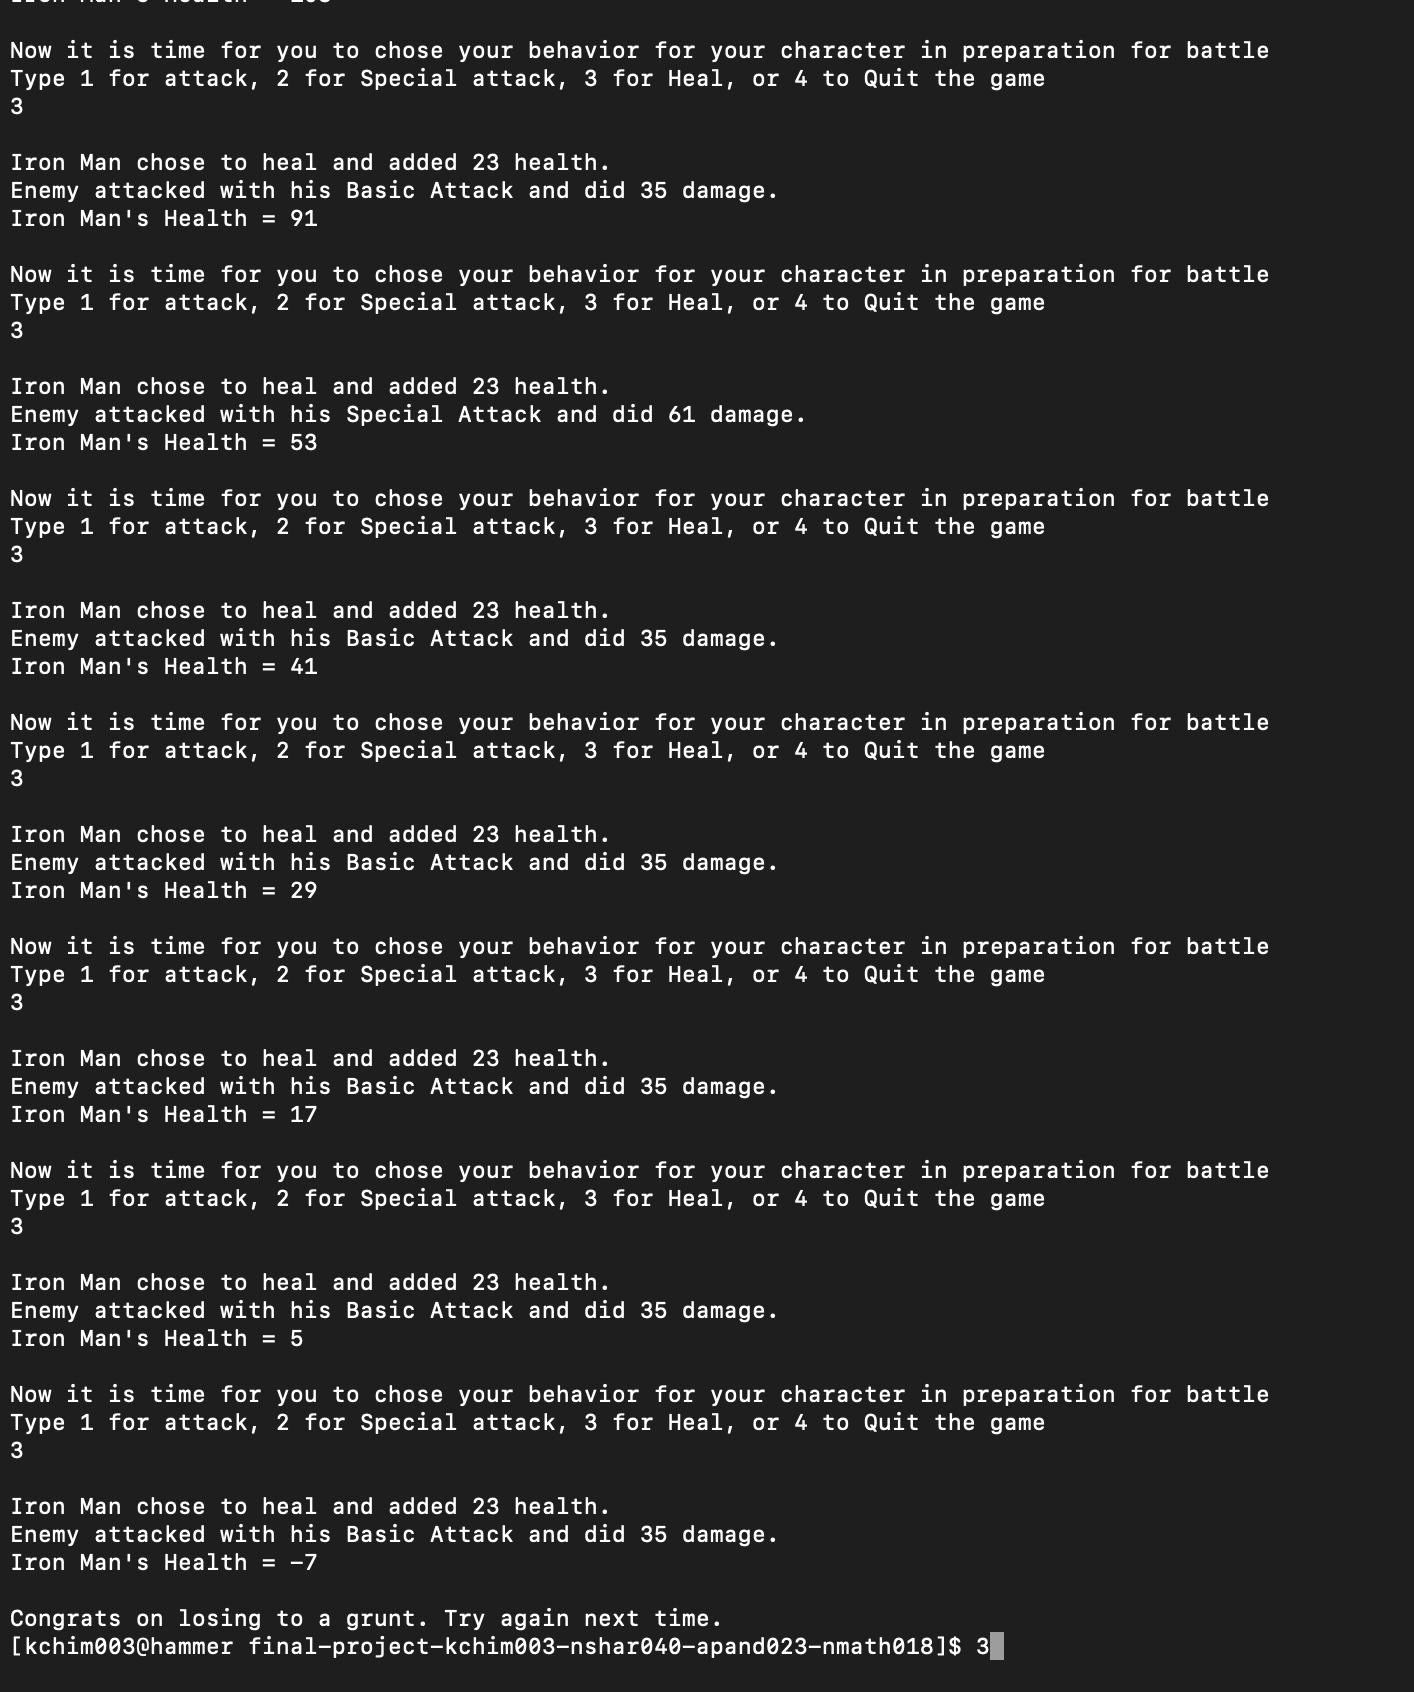 Now it is time for you to chose your behavior for your character in preparation for battle
Type 1 for attack, 2 for Special attack, 3 for Heal, or 4 to Quit the game
3
Iron Man chose to heal and added 23 health.
Enemy attacked with his Basic Attack and did 35 damage.
Iron Man's Health = 91
Now it is time for you to chose your behavior for your character in preparation for battle
Type 1 for attack, 2 for Special attack, 3 for Heal, or 4 to Quit the game
3
Iron Man chose to heal and added 23 health.
Enemy attacked with his Special Attack and did 61 damage.
Iron Man's Health = 53
Now it is time for you to chose your behavior for your character in preparation for battle
Type 1 for attack, 2 for Special attack, 3 for Heal, or 4 to Quit the game
3
Iron Man chose to heal and added 23 health.
Enemy attacked with his Basic Attack and did 35 damage.
Iron Man's Health = 41
Now it is time for you to chose your behavior for your character in preparation for battle
Type 1 for attack, 2 for Special attack, 3 for Heal, or 4 to Quit the game
3
Iron Man chose to heal and added 23 health.
Enemy attacked with his Basic Attack and did 35 damage.
Iron Man's Health = 29
Now it is time for you to chose your behavior for your character in preparation for battle
Type 1 for attack, 2 for Special attack, 3 for Heal, or 4 to Quit the game
3
Iron Man chose to heal and added 23 health.
Enemy attacked with his Basic Attack and did 35 damage.
Iron Man's Health = 17
Now it is time for you to chose your behavior for your character in preparation for battle
Type 1 for attack, 2 for Special attack, 3 for Heal, or 4 to Quit the game
3
Iron Man chose to heal and added 23 health.
Enemy attacked with his Basic Attack and did 35 damage.
Iron Man's Health = 5
Now it is time for you to chose your behavior for your character in preparation for battle
Type 1 for attack, 2 for Special attack, 3 for Heal, or 4 to Quit the game
3
Iron Man chose to heal and added 23 health.
Enemy attacked with his Basic Attack and did 35 damage.
Iron Man's Health = -7
Congrats on losing to a grunt. Try again next time.
[kchim003@hammer final-project-kchim003-nshar040-apand023-nmath018]$ 3